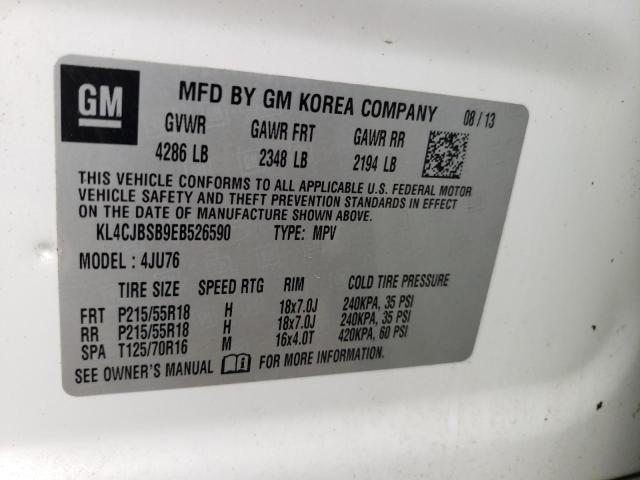 GM
MFD BY GM KOREA COMPANY 08 / 13
GVWR GAWR FRT GAWR RR
4286 LB 2348 LB 2194 LB
THIS VEHICLE CONFORMS TO ALL APPLICABLE U.S. FEDERAL MOTOR
VEHICLE SAFETY AND THEFT PREVENTION STANDARDS IN EFFECT
ON THE DATE OF MANUFACTURE SHOWN ABOVE.
KL4CJBSB9EB526590 TYPE: MPV
MODEL : 4JU76
TIRE SIZE SPEED RTG RIM COLD TIRE PRESSURE
FRT P215/55R18 H 18x7.0J 240KPA, 35 PSI
RR P215/55R18 H 18x7.0J 240KPA, 35 PSI
SPA T125/70R16 M 16x4.0T 420KPA, 60 PSI
SEE OWNER'S MANUAL FOR MORE INFORMATION.